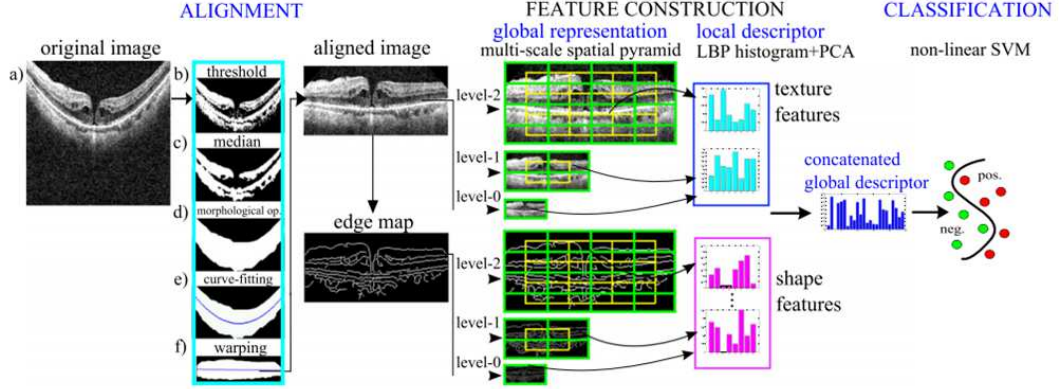 ALIGNMENT
FEATURE CONSTRUCTION
CLASSIFICATION
original image
aligned image
global representation
multi-scale spatial pyramid
local descriptor
LBP histogram+PCA
non-linear SVM
a)
b)
threshold
c)
median
d)
morphological op.
e)
curve-fitting
f)
warping
edge map
level-2
level-1
level-0
level-2
level-1
level-0
texture
features
shape
features
concatenated
global descriptor
pos.
neg.